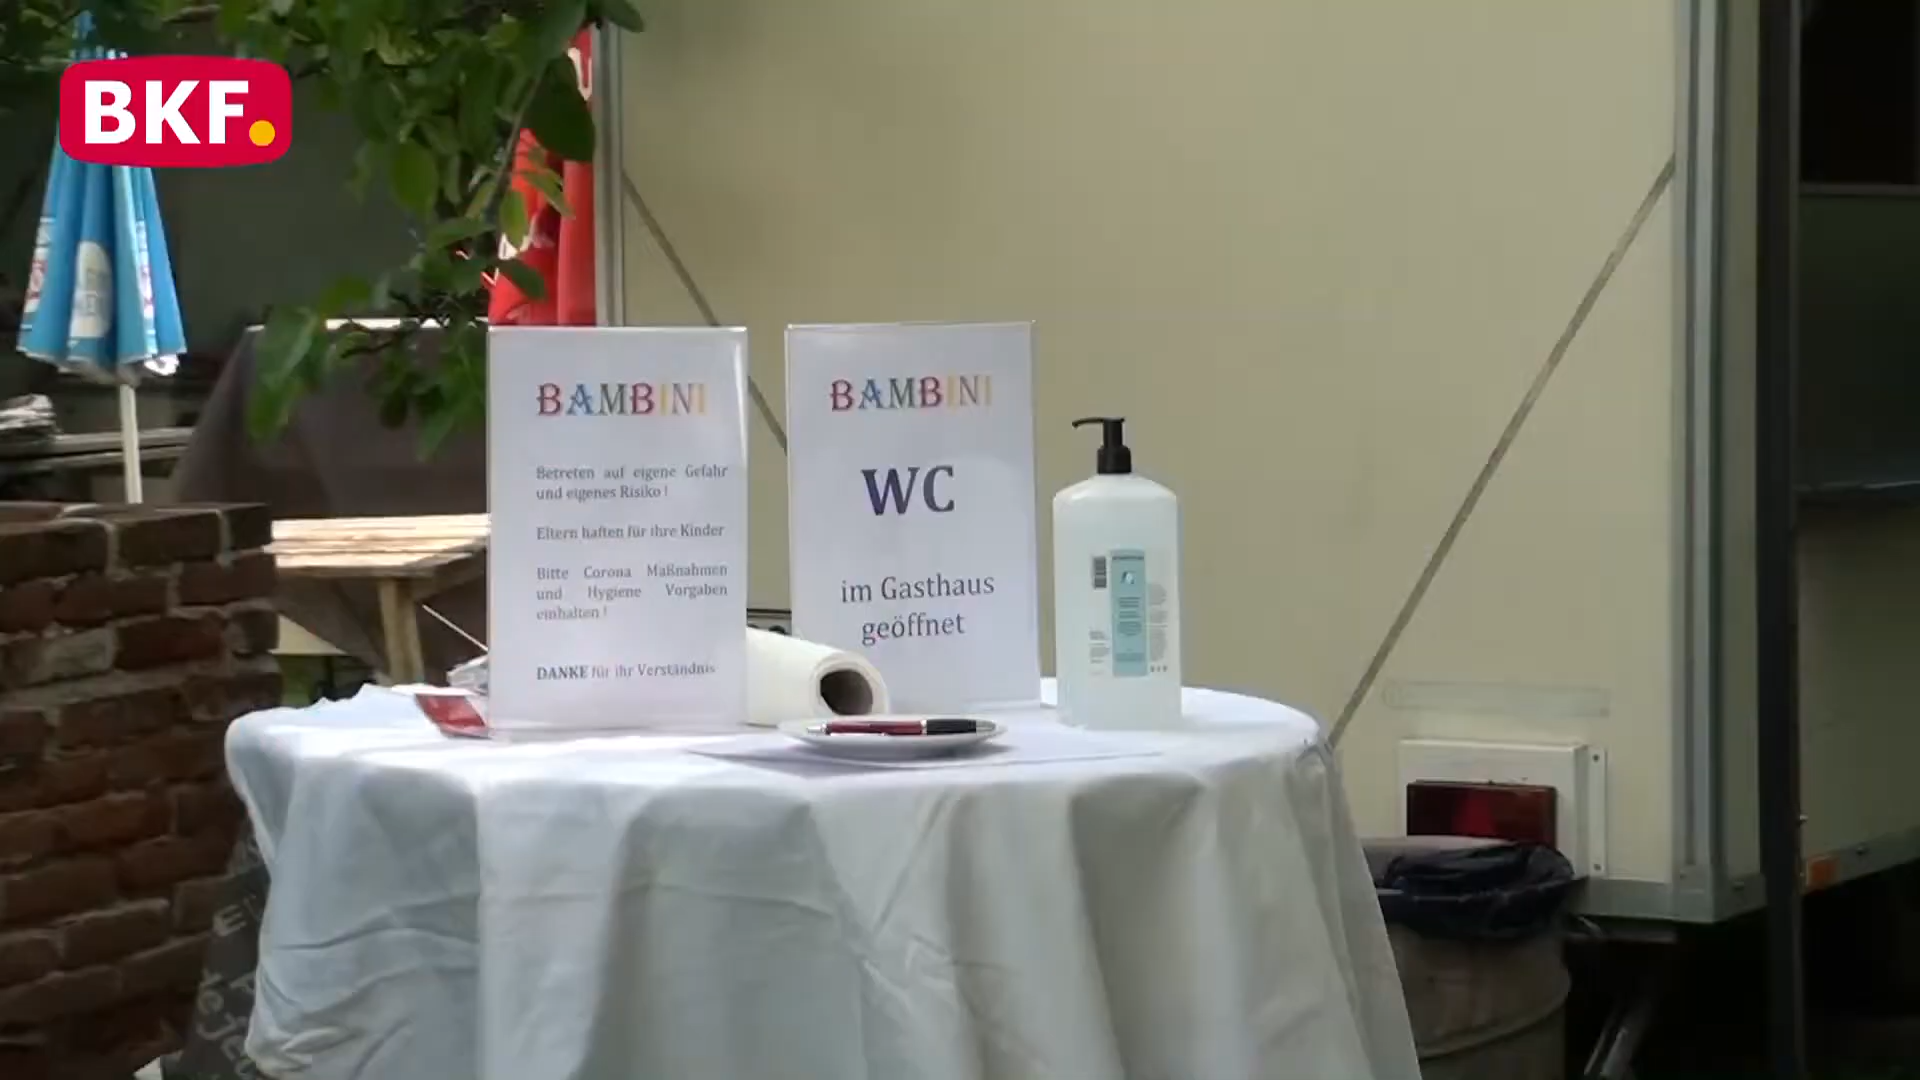 BKF.
BAMBINI
Betreten auf eigene Gefahr
und eigenes Risiko !
Eltern haften für ihre Kinder
Bitte Corona Maßnahmen
und Hygiene Vorgaben
einhalten !
DANKE für ihr Verständnis
BAMBINI
WC
im Gasthaus
geöffnet